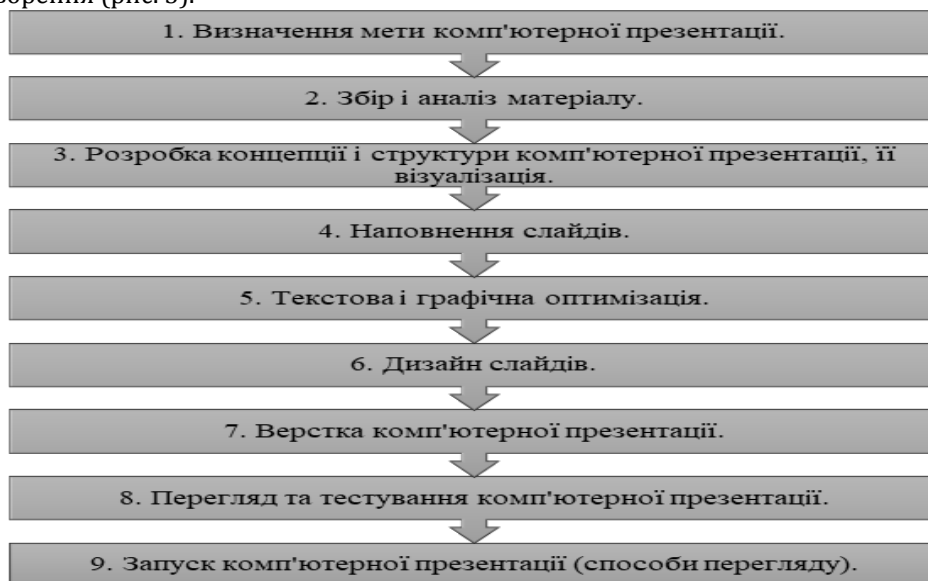 (рис. 3).
1. Визначення мети комп'ютерної презентації.
2. Збір і аналіз матеріалу.
3. Розробка концепції і структури комп'ютерної презентації, її
візуалізація.
4. Наповнення слайдів.
5. Текстова і графічна оптимізація.
6. Дизайн слайдів.
7. Верстка комп'ютерної презентації.
8. Перегляд та тестування комп'ютерної презентації.
9. Запуск комп'ютерної презентації (способи перегляду).